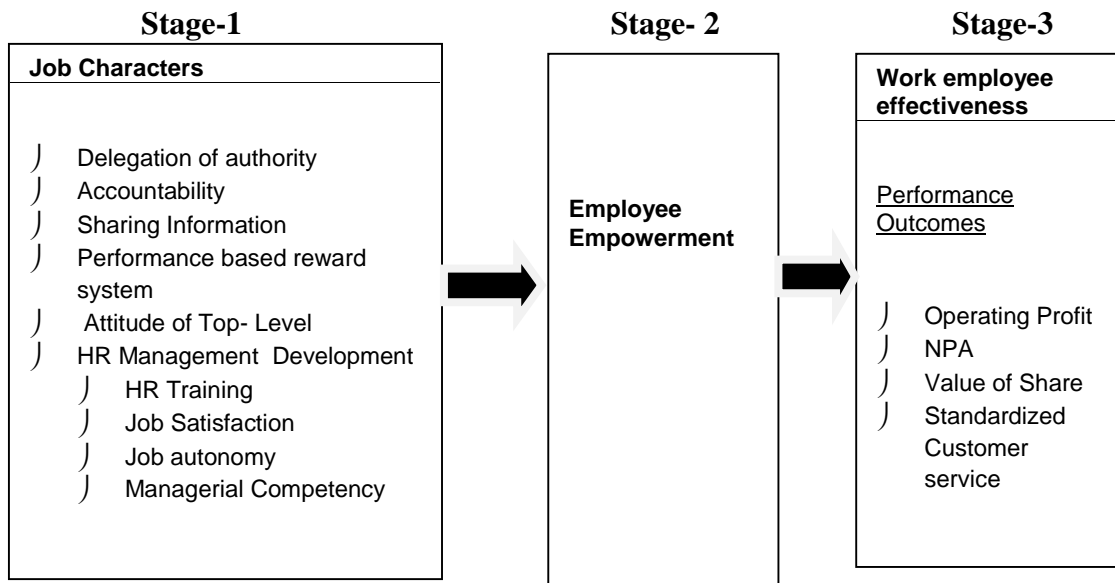 Stage-1
Job Characters
⌡ Delegation of authority
⌡ Accountability
⌡ Sharing Information
⌡ Performance based reward
system
⌡ Attitude of Top- Level
⌡ HR Management Development
⌡ HR Training
⌡ Job Satisfaction
⌡ Job autonomy
⌡ Managerial Competency
Stage- 2
Employee
Empowerment
Stage-3
Work employee
effectiveness
Performance
Outcomes
⌡ Operating Profit
⌡ NPA
⌡ Value of Share
⌡ Standardized
Customer
service